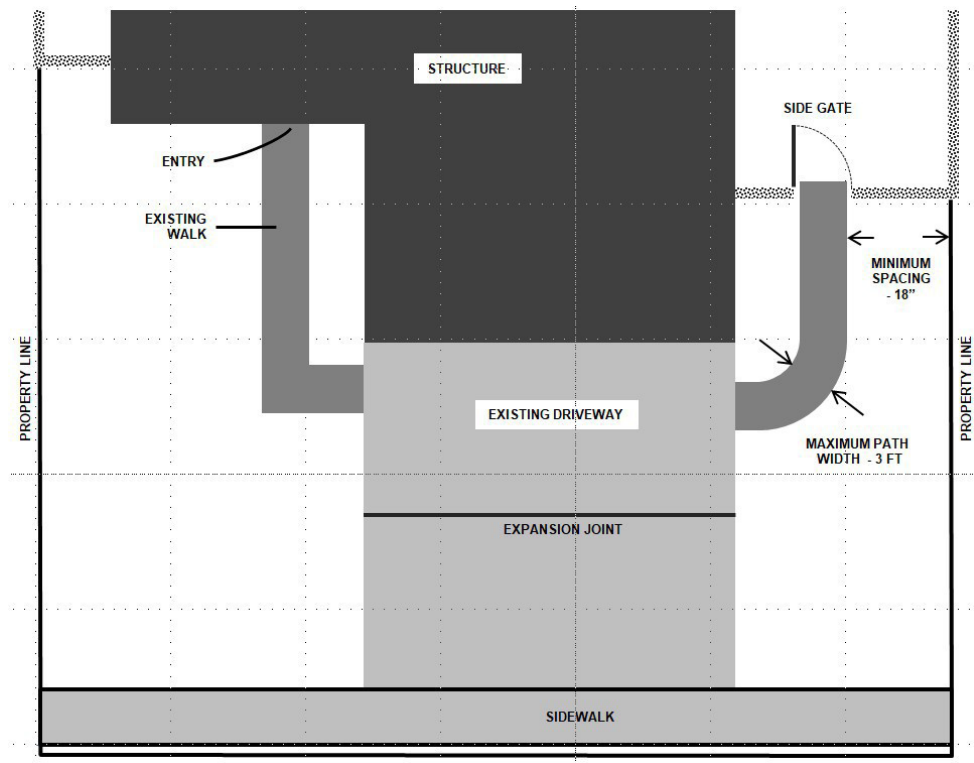 STRUCTURE
SIDE GATE
ENTRY
EXISTING
WALK
MINIMUM
SPACING
- 18”
PROPERTY LINE
PROPERTY LINE
EXISTING DRIVEWAY
MAXIMUM PATH
WIDTH - 3 FT
EXPANSION JOINT
SIDEWALK